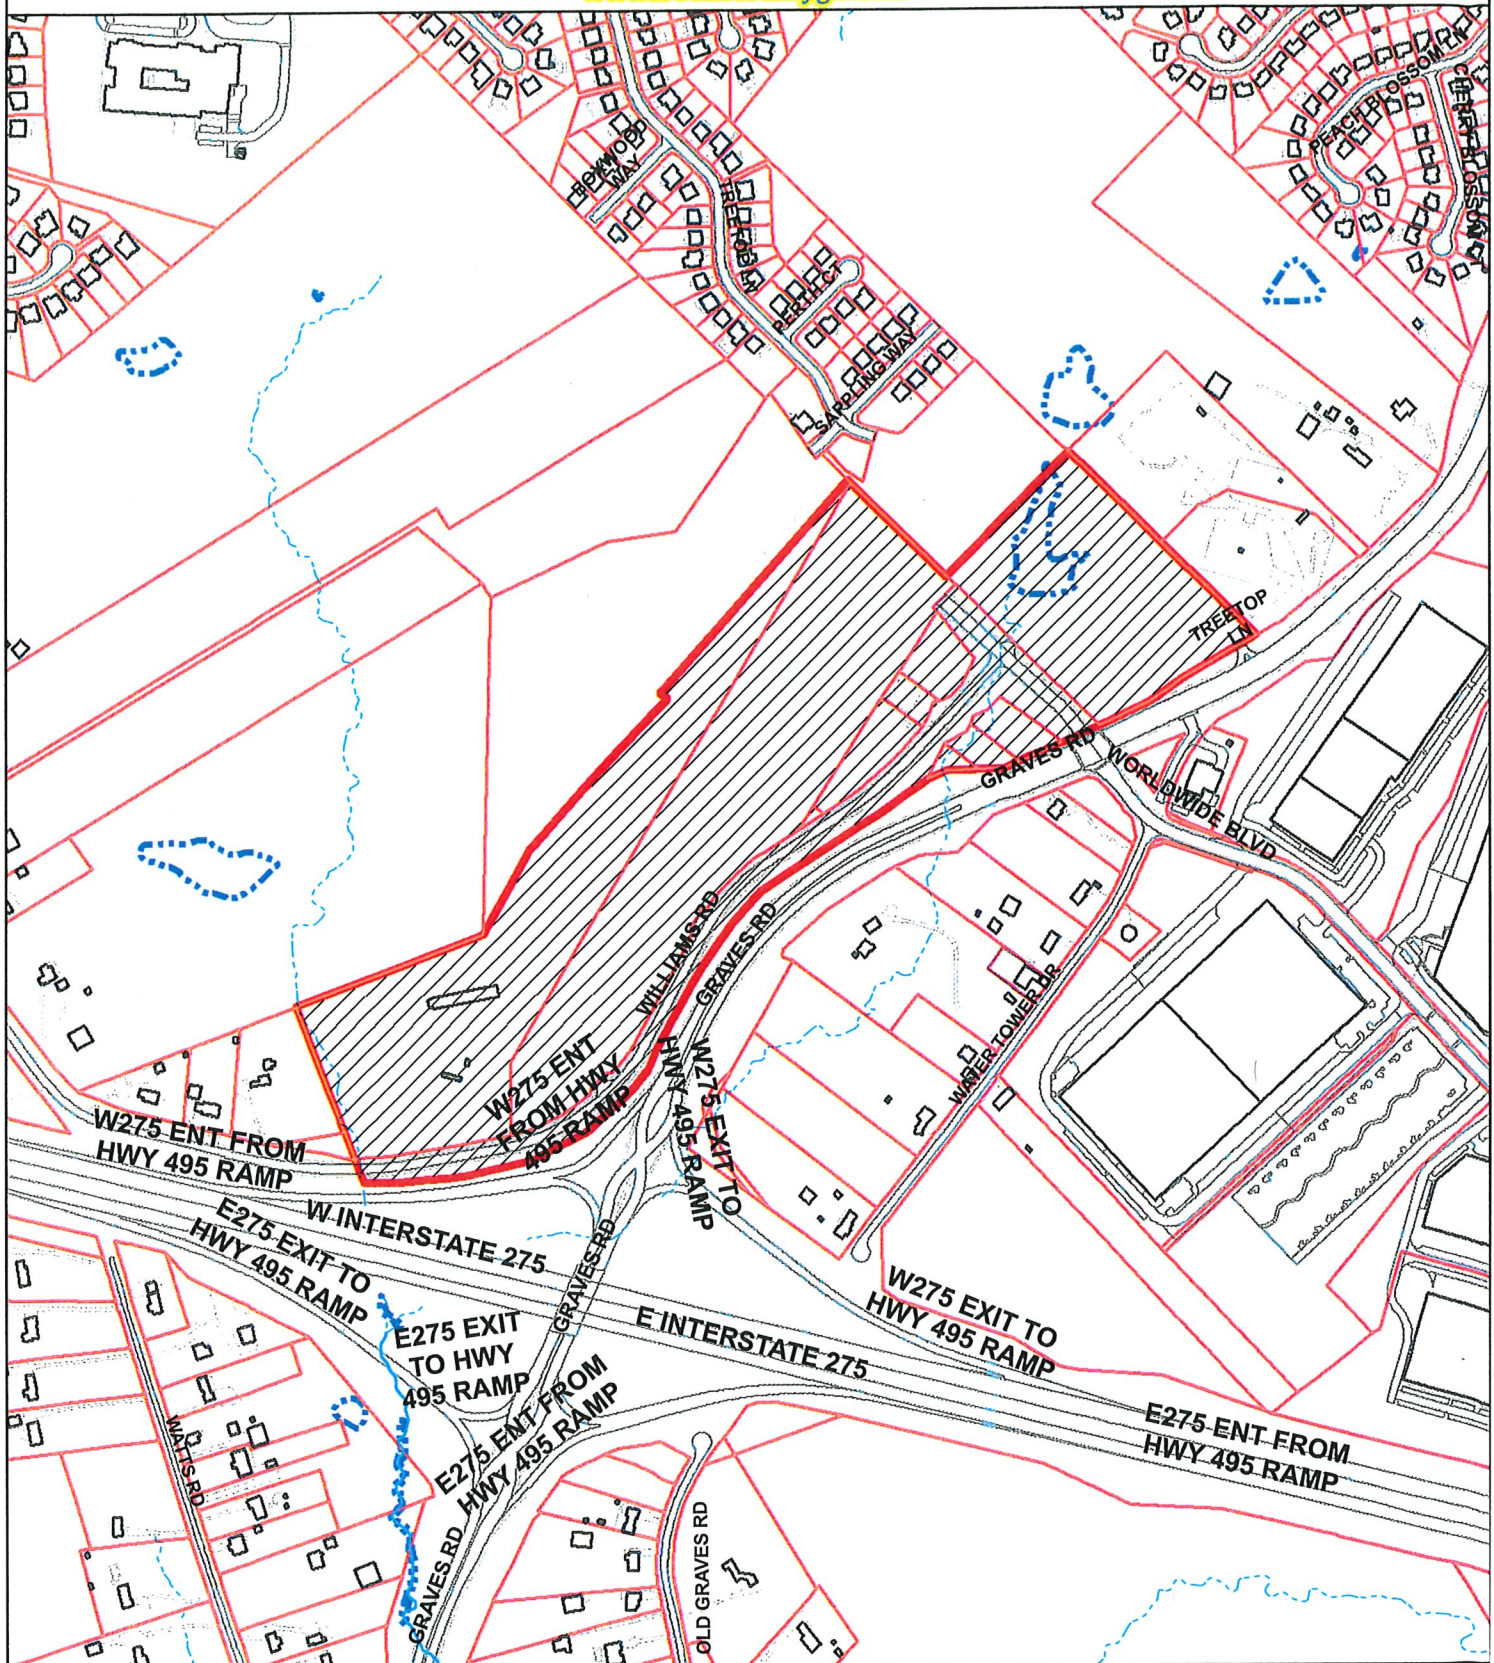 PEACH BLOSSOM LN
BOXWOOD
WAY
TREETOP LN
PERTH CT
SAPPLING WAY
TREETOP
LN
GRAVES RD
WORLDWIDE BLVD
WILLIAMS RD
GRAVES RD
WATER TOWER DR
W275 ENT
FROM HWY
495 RAMP
W275 EXIT TO
HWY 495 RAMP
W275 ENT FROM
HWY 495 RAMP
W INTERSTATE 275
E275 EXIT TO
HWY 495 RAMP
GRAVES RD
W275 EXIT TO
HWY 495 RAMP
E275 EXIT
TO HWY
495 RAMP
E INTERSTATE 275
E275 ENT FROM
HWY 495 RAMP
E275 ENT FROM
HWY 495 RAMP
WATTS RD
GRAVES RD
OLD GRAVES RD